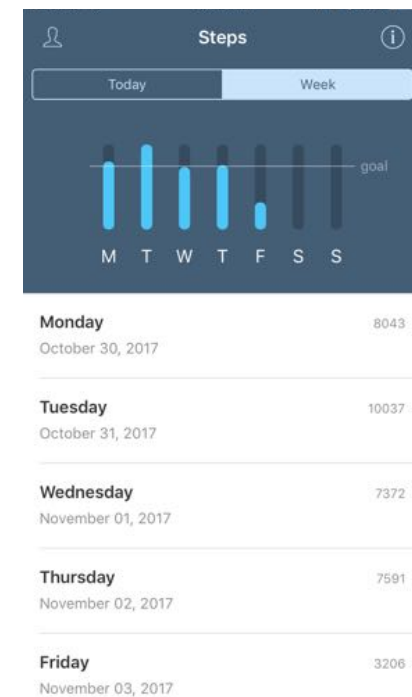 Steps
Today Week
goal
M T W T F S S
Monday 8043
October 30, 2017
Tuesday 10037
October 31, 2017
Wednesday 7372
November 01, 2017
Thursday 7591
November 02, 2017
Friday 3206
November 03, 2017